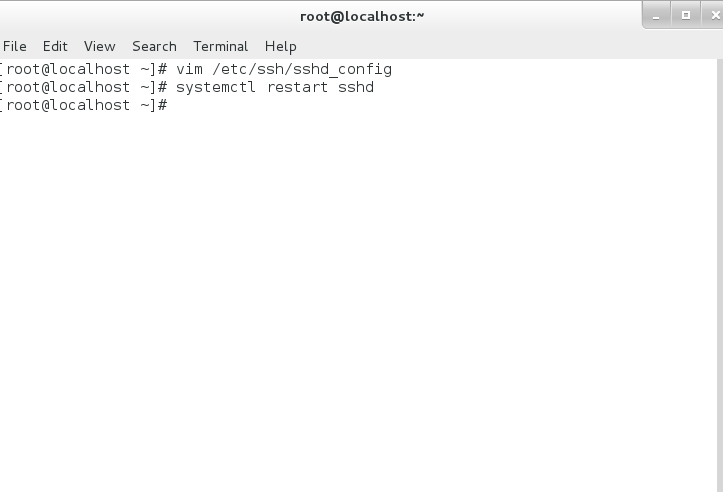 root@localhost:~
File Edit View Search Terminal Help
[root@localhost ~]# vim /etc/ssh/sshd_config
[root@localhost ~]# systemctl restart sshd
[root@localhost ~]#